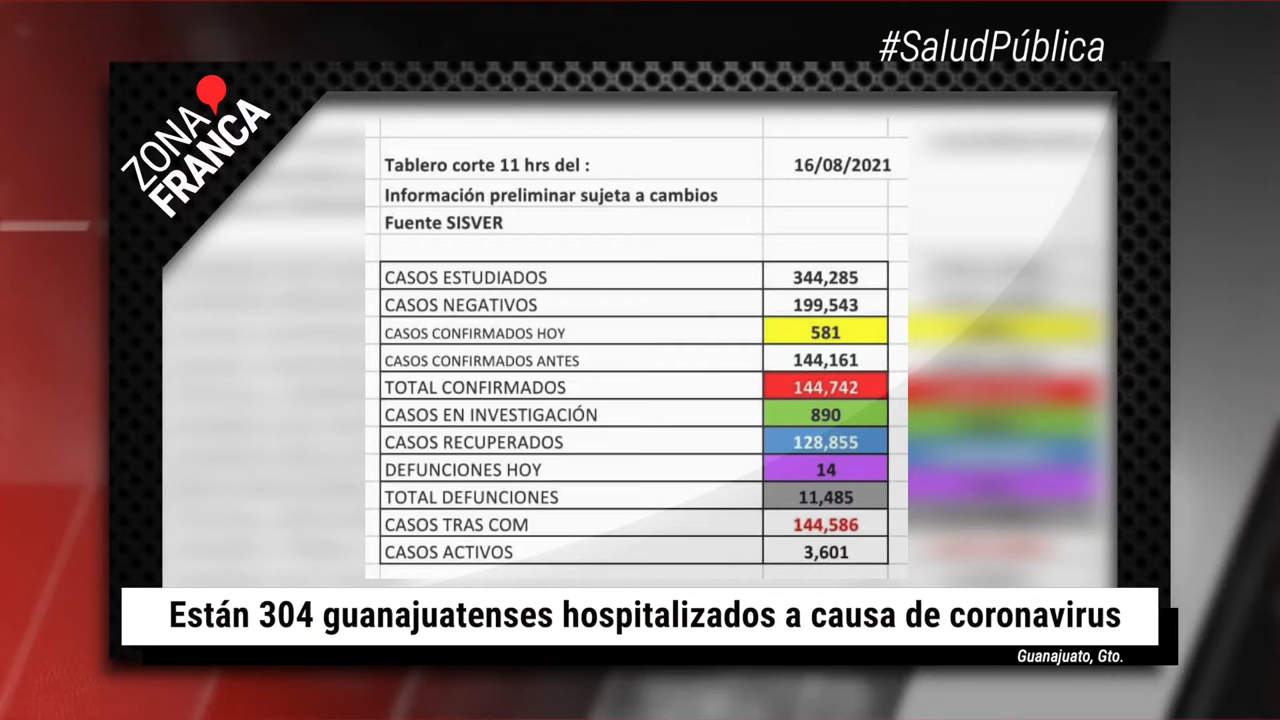 #SaludPública
ZONA
FRANCA
Tablero corte 11 hrs del : 16/08/2021
Información preliminar sujeta a cambios
Fuente SISVER
CASOS ESTUDIADOS 344,285
CASOS NEGATIVOS 199,543
CASOS CONFIRMADOS HOY 581
CASOS CONFIRMADOS ANTES 144,161
TOTAL CONFIRMADOS 144,742
CASOS EN INVESTIGACIÓN 890
CASOS RECUPERADOS 128,855
DEFUNCIONES HOY 14
TOTAL DEFUNCIONES 11,485
CASOS TRAS COM 144,586
CASOS ACTIVOS 3,601
Están 304 guanajuatenses hospitalizados a causa de coronavirus
Guanajuato, Gto.